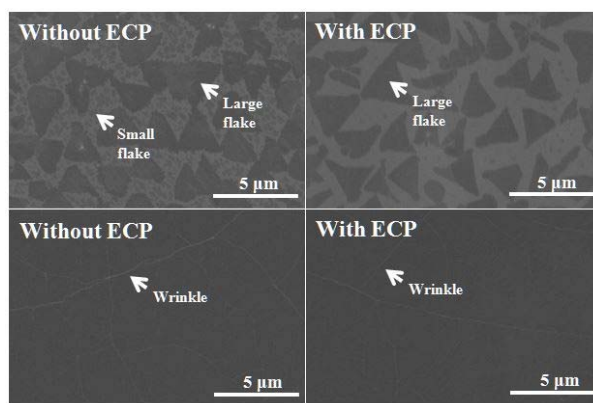 Without ECP
Large
flake
Small
flake
5 µm
With ECP
Large
flake
5 µm
Without ECP
Wrinkle
5 µm
With ECP
Wrinkle
5 µm